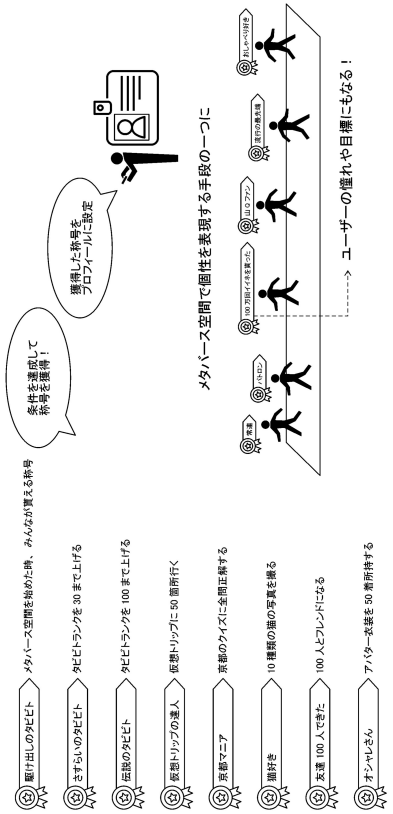 駆け出しのタビビト
メタバース空間を始めた時、みんなが貰える称号
さすらいのタビビト
タビビトランクを 30 まで上げる
伝説のタビビト
タビビトランクを 100 まで上げる
仮想トリップの達人
仮想トリップに 50 箇所行く
京都マニア
京都のクイズに全問正解する
猫好き
10 種類の猫の写真を撮る
友達 100 人できた
100 人とフレンドになる
オシャレさん
アバター衣装を 50 着所持する
条件を達成して
称号を獲得！
獲得した称号を
プロフィールに設定
メタバース空間で個性を表現する手段の一つに
常連
パトロン
100 万回イイネを貰った
山 Q ファン
流行の最先端
おしゃべり好き
ユーザーの憧れや目標にもなる！